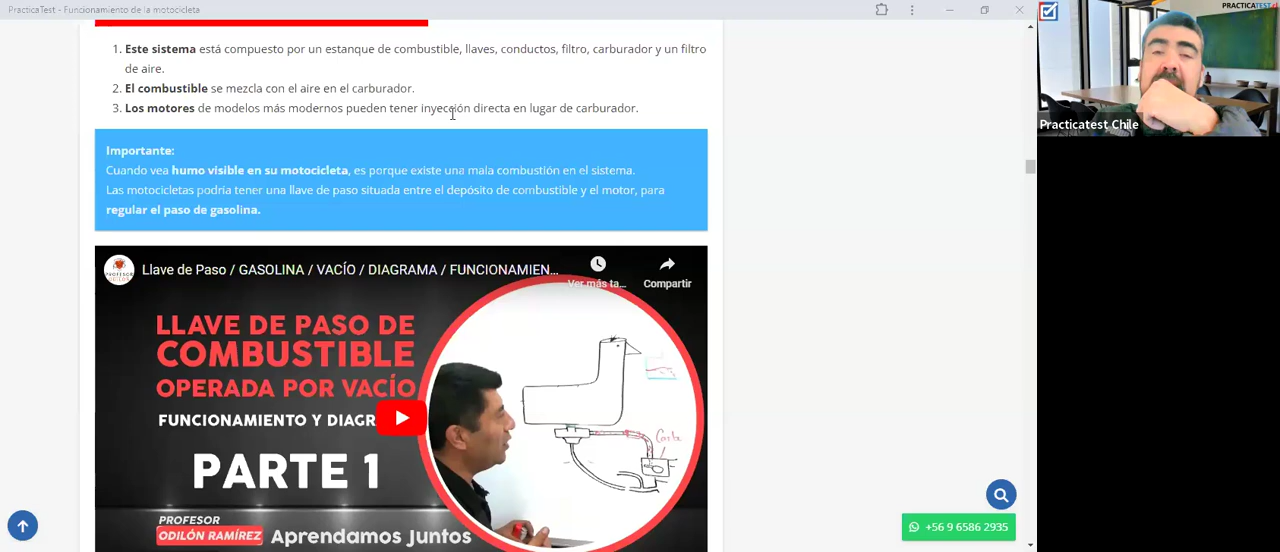 PracticaTest - Funcionamiento de la motocicleta
PRACTICATEST.cl
1. Este sistema está compuesto por un estanque de combustible, llaves, conductos, filtro, carburador y un filtro
de aire.
2. El combustible se mezcla con el aire en el carburador.
3. Los motores de modelos más modernos pueden tener inyección directa en lugar de carburador.
Practicatest Chile
Importante:
Cuando vea humo visible en su motocicleta, es porque existe una mala combustión en el sistema.
Las motocicletas podría tener una llave de paso situada entre el depósito de combustible y el motor, para
regular el paso de gasolina.
Llave de Paso / GASOLINA / VACÍO / DIAGRAMA / FUNCIONAMIEN...
Ver más ta...
Compartir
LLAVE DE PASO DE
COMBUSTIBLE
OPERADA POR VACÍO
FUNCIONAMIENTO Y DIAGR
Carbu
PARTE 1
PROFESOR
ODILÓN RAMÍREZ
Aprendamos Juntos
+56 9 6586 2935